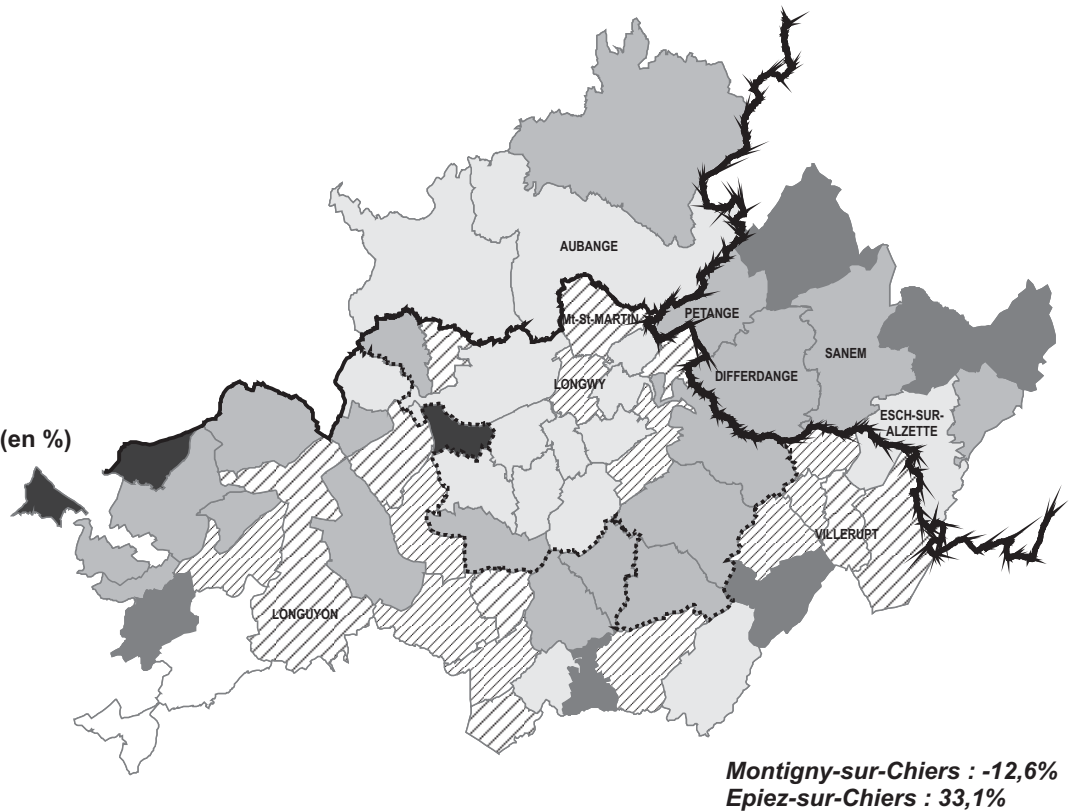 AUBANGE
Mt-St-MARTIN
PETANGE
SANEM
DIFFERDANGE
LONGWY
ESCH-SUR-
ALZETTE
(en %)
VILLERUPT
LONGUYON
Montigny-sur-Chiers : -12,6%
Epiez-sur-Chiers : 33,1%